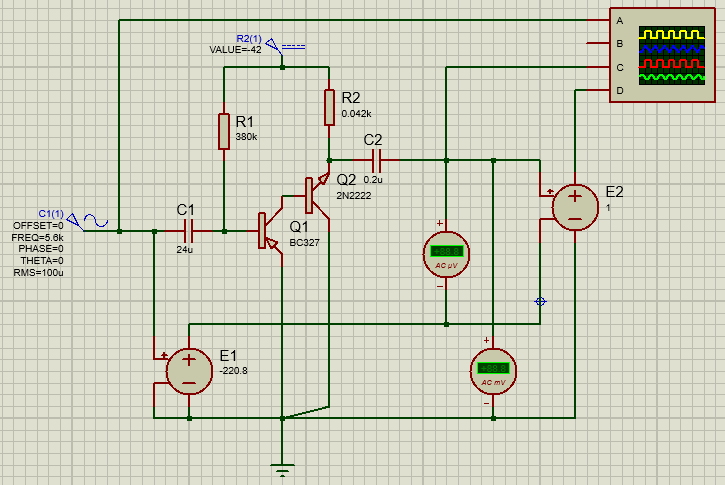 A
B
C
D
R2(1)
VALUE=-42
R1
380k
R2
0.042k
C2
0.2u
Q2
2N2222
Q1
BC327
C1
24u
C1(1)
OFFSET=0
FREQ=5.6k
PHASE=0
THETA=0
RMS=100u
E2
1
+
AC µV
E1
-220.8
+
AC mV